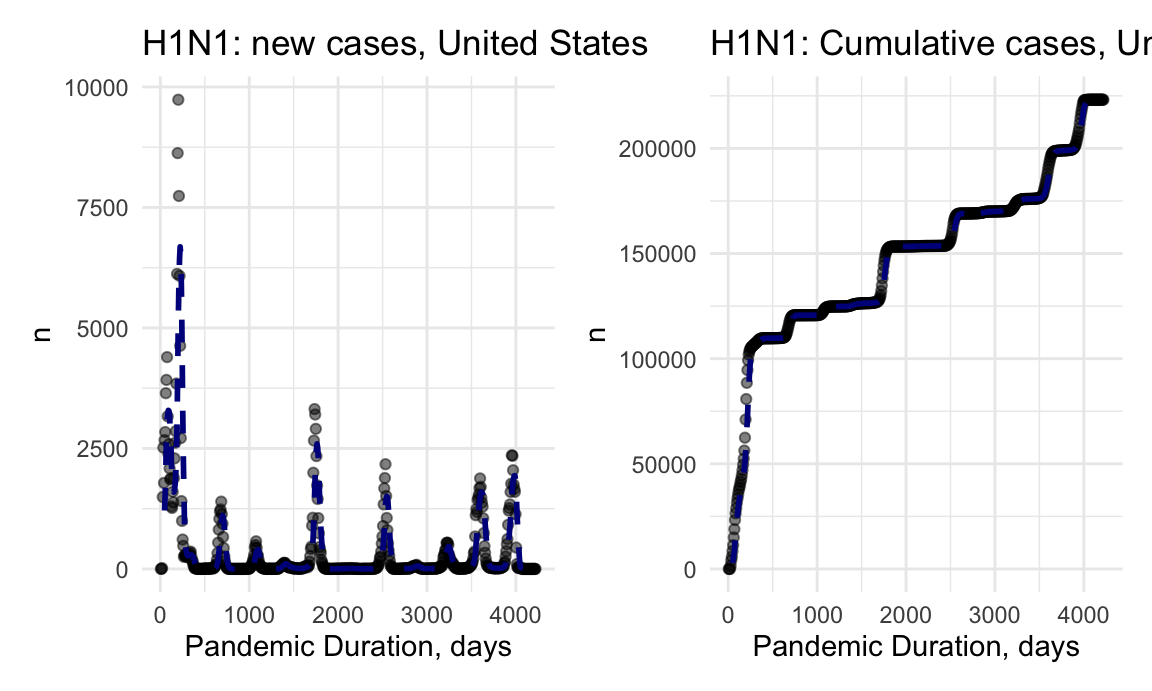 H1N1: new cases, United States
10000
7500
5000
2500
0
n
0 1000 2000 3000 4000
Pandemic Duration, days
H1N1: Cumulative cases, Un
200000
150000
100000
50000
0
n
0 1000 2000 3000 4000
Pandemic Duration, days